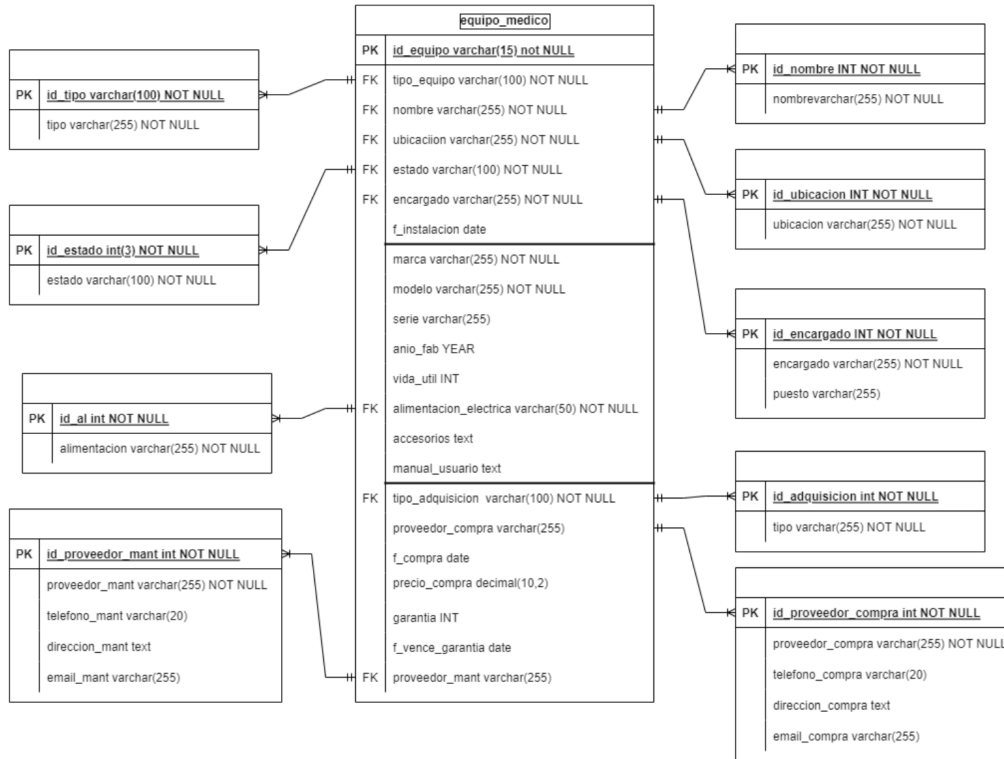 equipo_medico
PK id_equipo varchar(15) not NULL
FK tipo_equipo varchar(100) NOT NULL
FK nombre varchar(255) NOT NULL
FK ubicaciion varchar(255) NOT NULL
FK estado varchar(100) NOT NULL
FK encargado varchar(255) NOT NULL
f_instalacion date
marca varchar(255) NOT NULL
modelo varchar(255) NOT NULL
serie varchar(255)
anio_fab YEAR
vida_util INT
FK alimentacion_electrica varchar(50) NOT NULL
accesorios text
manual_usuario text
FK tipo_adquisicion varchar(100) NOT NULL
proveedor_compra varchar(255)
f_compra date
precio_compra decimal(10,2)
garantia INT
f_vence_garantia date
FK proveedor_mant varchar(255)
PK id_tipo varchar(100) NOT NULL
tipo varchar(255) NOT NULL
PK id_estado int(3) NOT NULL
estado varchar(100) NOT NULL
PK id_al int NOT NULL
alimentacion varchar(255) NOT NULL
PK id_proveedor_mant int NOT NULL
proveedor_mant varchar(255) NOT NULL
telefono_mant varchar(20)
direccion_mant text
email_mant varchar(255)
PK id_nombre INT NOT NULL
nombrevarchar(255) NOT NULL
PK id_ubicacion INT NOT NULL
ubicacion varchar(255) NOT NULL
PK id_encargado INT NOT NULL
encargado varchar(255) NOT NULL
puesto varchar(255)
PK id_adquisicion int NOT NULL
tipo varchar(255) NOT NULL
PK id_proveedor_compra int NOT NULL
proveedor_compra varchar(255) NOT NULL
telefono_compra varchar(20)
direccion_compra text
email_compra varchar(255)